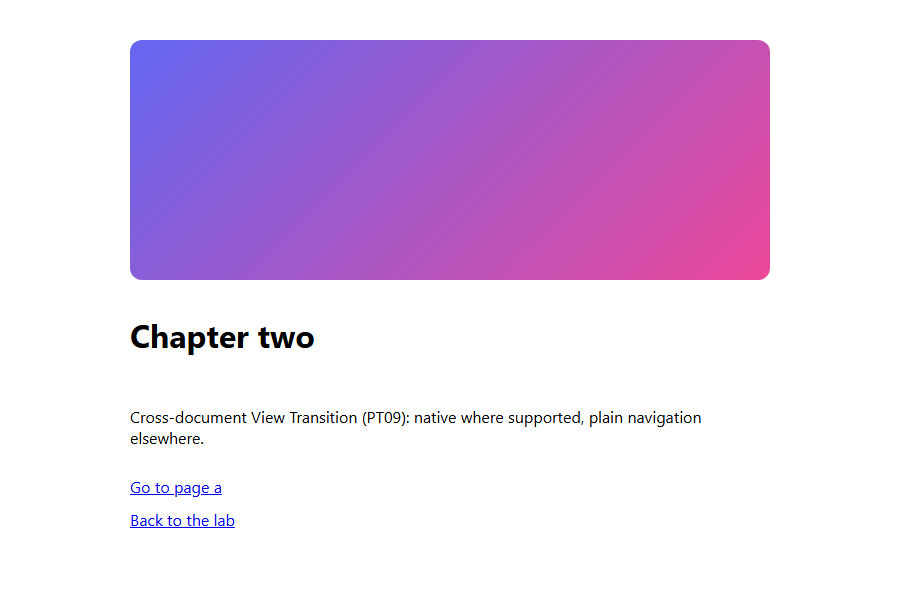 Chapter two
Cross-document View Transition (PT09): native where supported, plain navigation
elsewhere.
Go to page a
Back to the lab